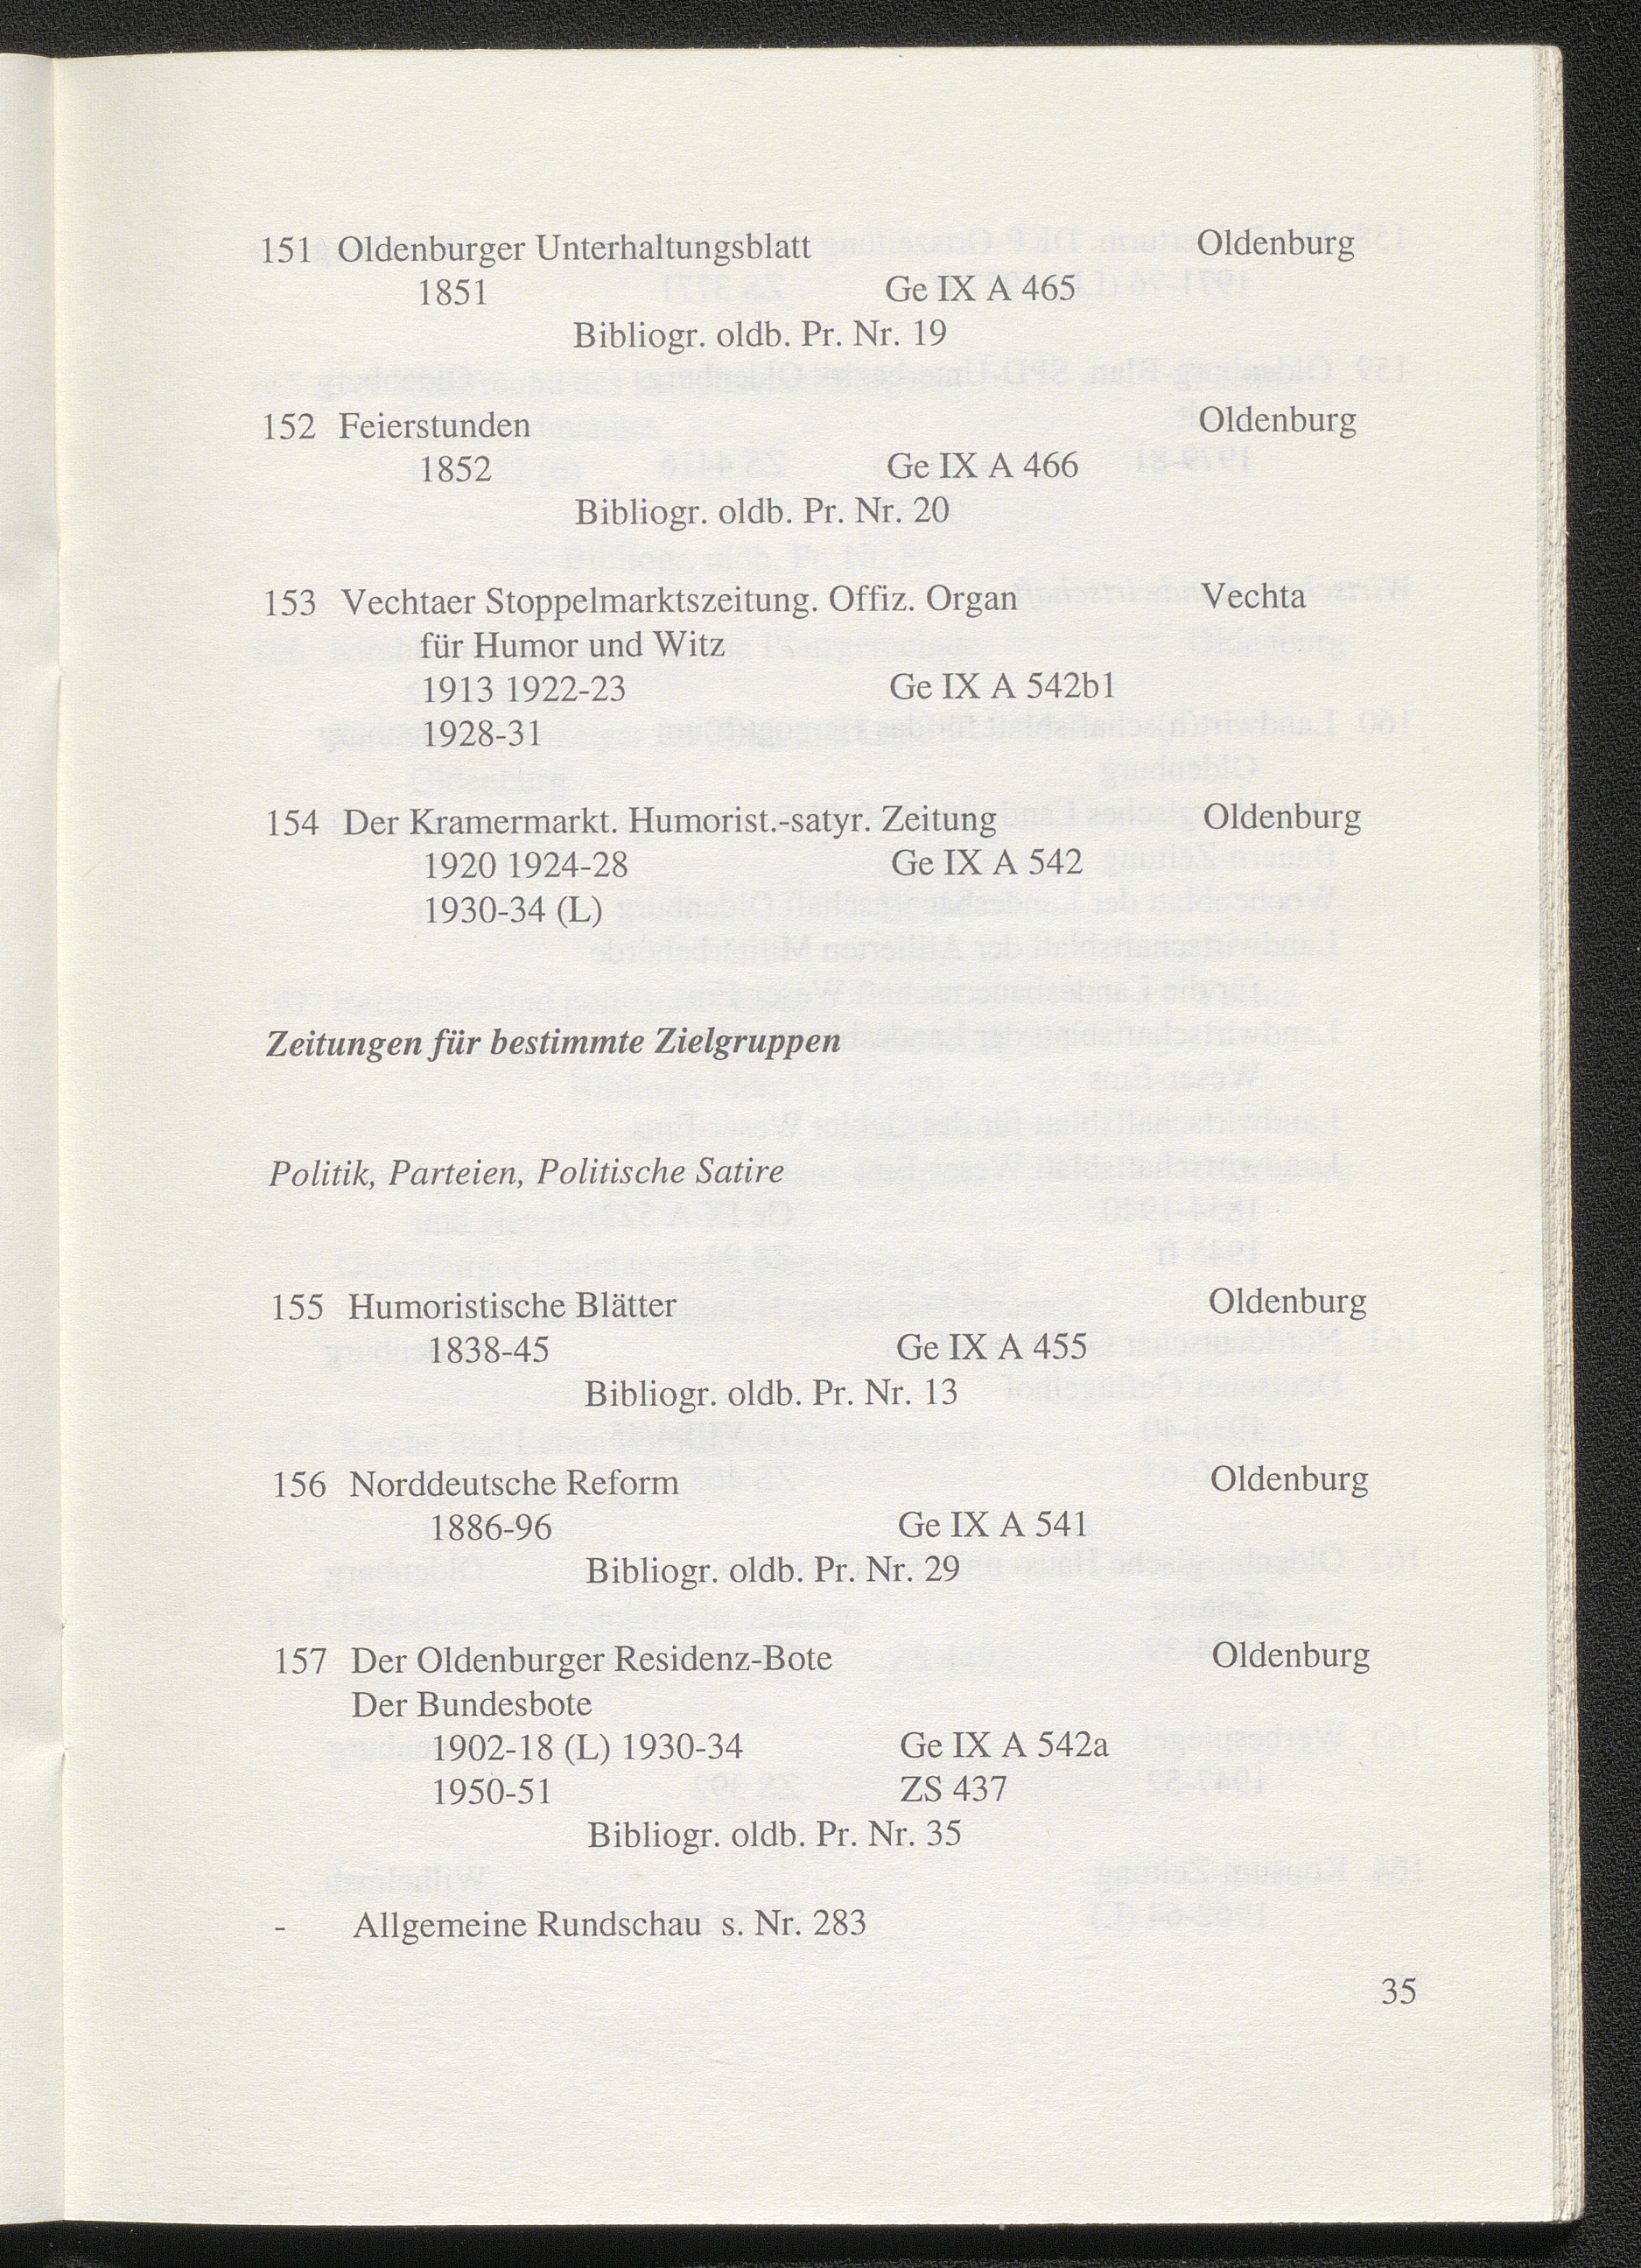 151 Oldenburger Unterhaltungsblatt Oldenburg
1851 Ge IX A 465
Bibliogr. oldb. Pr. Nr. 19
152 Feierstunden Oldenburg
1852 Ge IX A 466
Bibliogr. oldb. Pr. Nr. 20
153 Vechtaer Stoppelmarktszeitung. Offiz. Organ Vechta
für Humor und Witz
1913 1922-23 Ge IX A 542b1
1928-31
154 Der Kramermarkt. Humorist.-satyr. Zeitung Oldenburg
1920 1924-28 Ge IX A 542
1930-34 (L)
Zeitungen für bestimmte Zielgruppen
Politik, Parteien, Politische Satire
155 Humoristische Blätter Oldenburg
1838-45 Ge IX A 455
Bibliogr. oldb. Pr. Nr. 13
156 Norddeutsche Reform Oldenburg
1886-96 Ge IX A 541
Bibliogr. oldb. Pr. Nr. 29
157 Der Oldenburger Residenz-Bote Oldenburg
Der Bundesbote
1902-18 (L) 1930-34 Ge IX A 542a
1950-51 ZS 437
Bibliogr. oldb. Pr. Nr. 35
- Allgemeine Rundschau s. Nr. 283
35